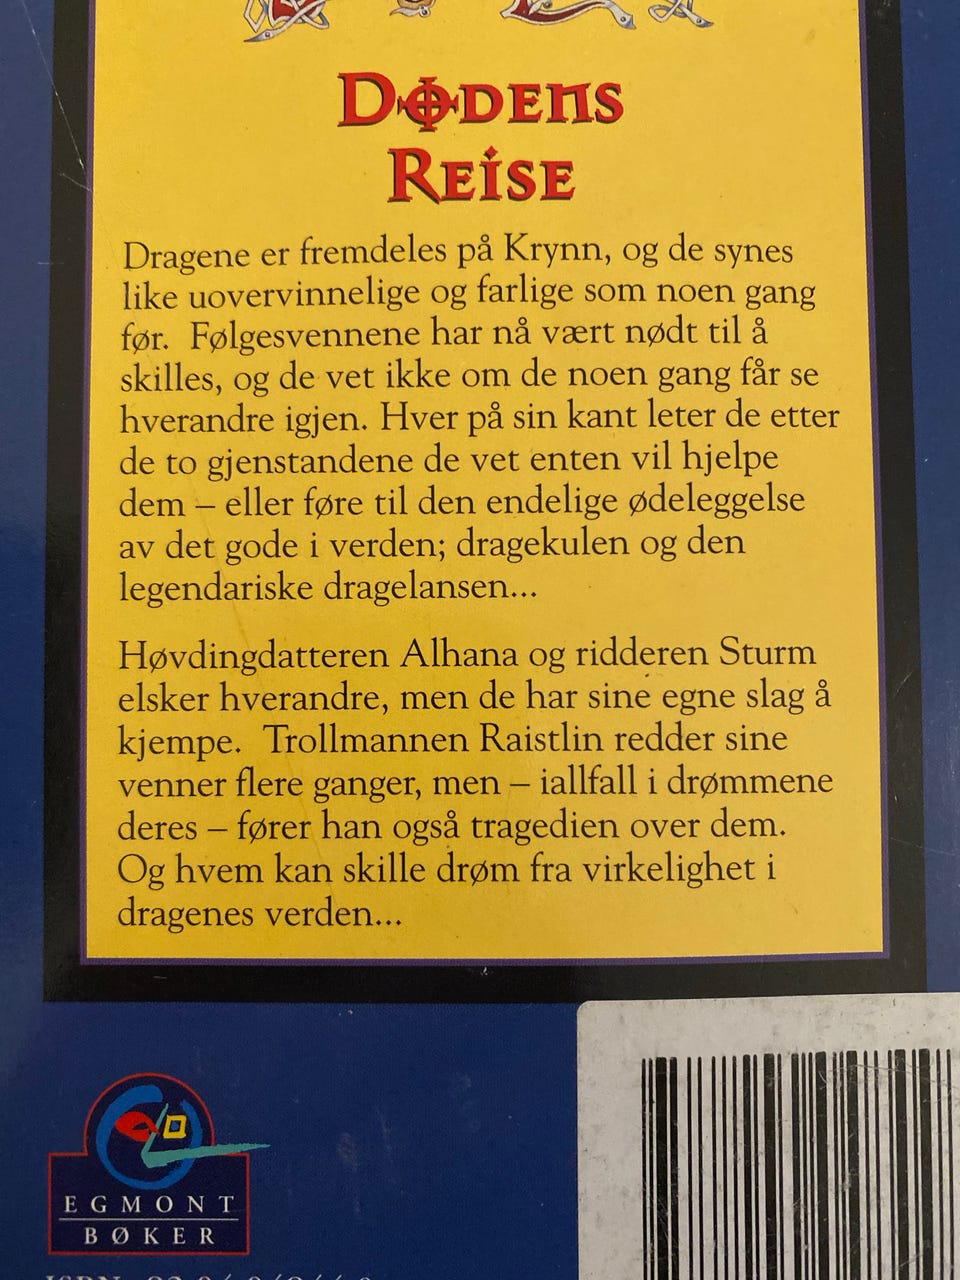 DØDENS
REISE
Dragene er fremdeles på Krynn, og de synes
like uovervinnelige og farlige som noen gang
før. Følgesvennene har nå vært nødt til å
skilles, og de vet ikke om de noen gang får se
hverandre igjen. Hver på sin kant leter de etter
de to gjenstandene de vet enten vil hjelpe
dem – eller føre til den endelige ødeleggelse
av det gode i verden; dragekulen og den
legendariske dragelansen...
Høvdingdatteren Alhana og ridderen Sturm
elsker hverandre, men de har sine egne slag å
kjempe. Trollmannen Raistlin redder sine
venner flere ganger, men – iallfall i drømmene
deres – fører han også tragedien over dem.
Og hvem kan skille drøm fra virkelighet i
dragenes verden...
EGMONT
BØKER